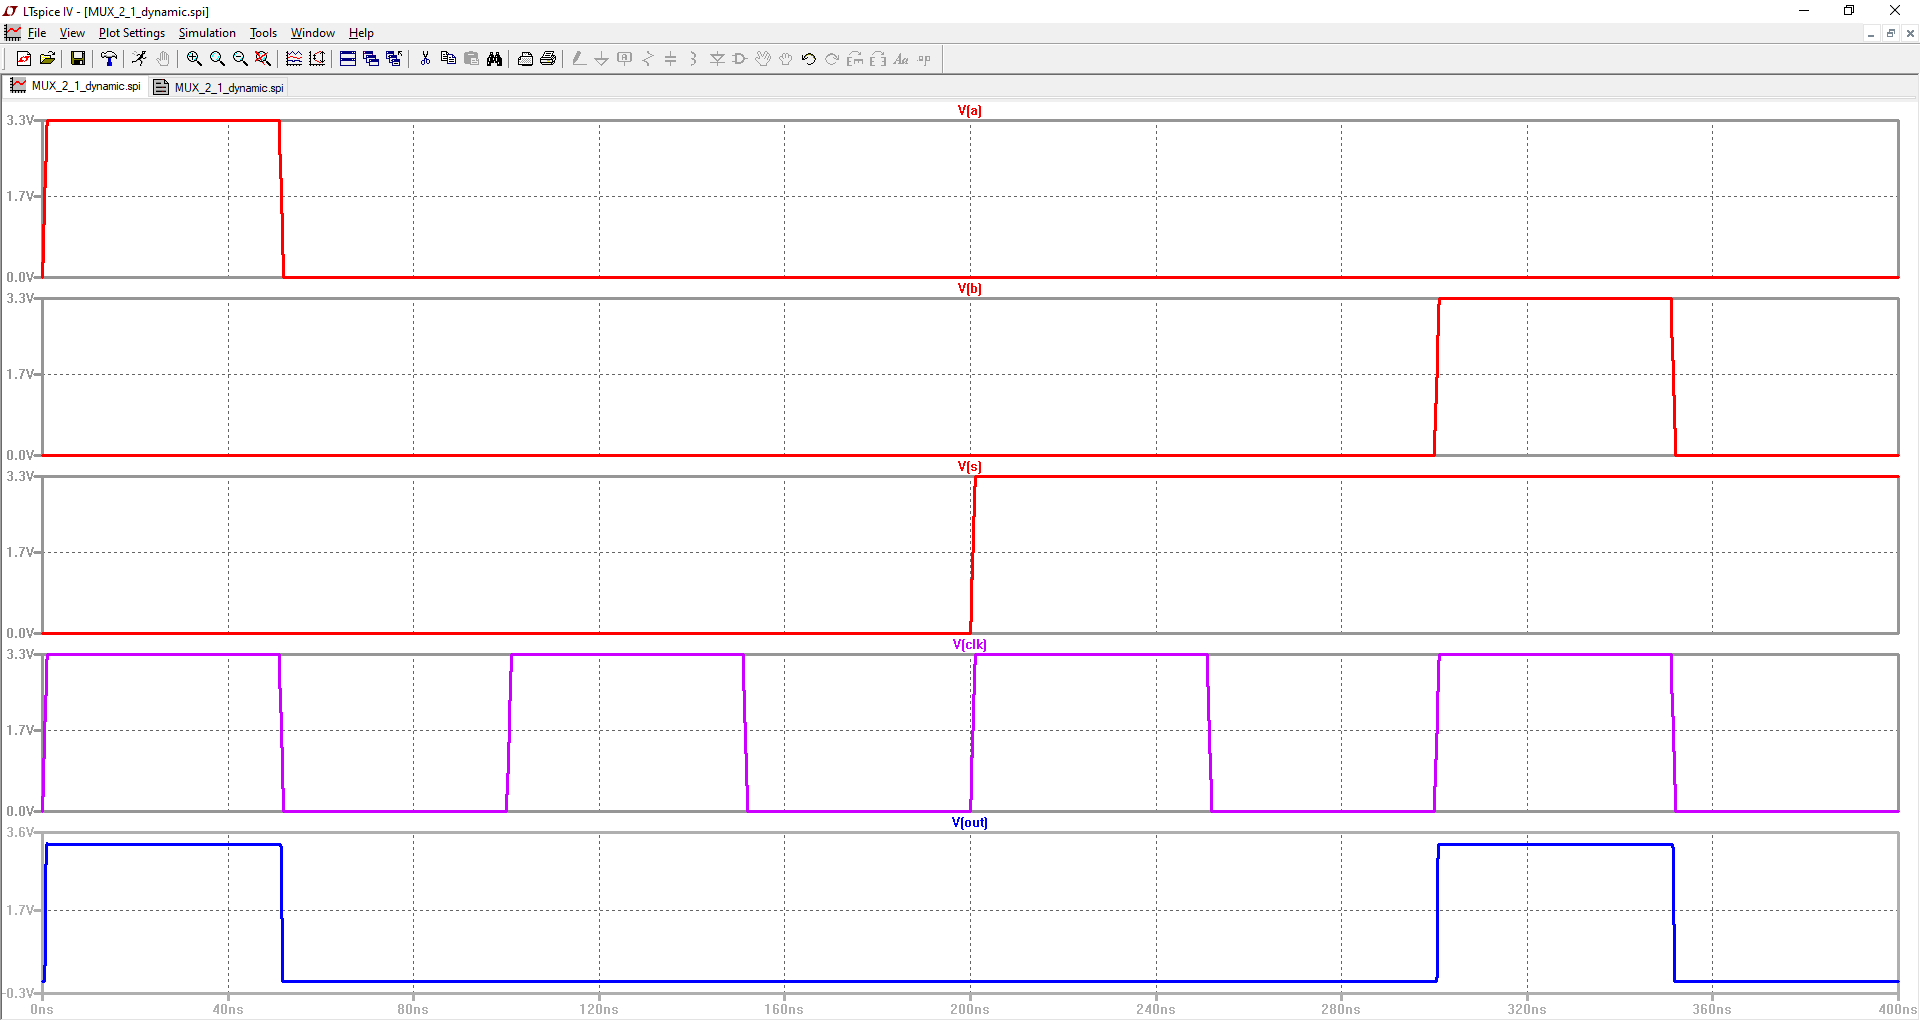 LTspice IV - [MUX_2_1_dynamic.spi]
File View Plot Settings Simulation Tools Window Help
MUX_2_1_dynamic.spi MUX_2_1_dynamic.spi
V(a)
3.3V
1.7V
0.0V
V(b)
3.3V
1.7V
0.0V
V(s)
3.3V
1.7V
0.0V
V(clk)
3.3V
1.7V
0.0V
V(out)
3.6V
1.7V
-0.3V
0ns 40ns 80ns 120ns 160ns 200ns 240ns 280ns 320ns 360ns 400ns